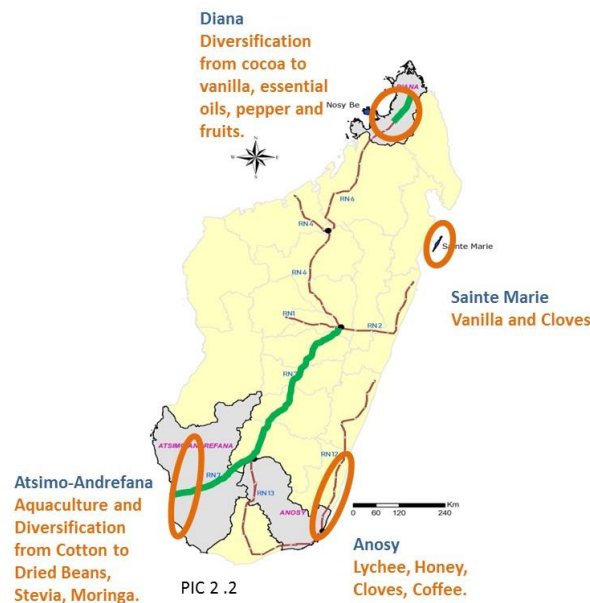 Diana
Diversification
from cocoa to
vanilla, essential
oils, pepper and
fruits.
DIANA
Nosy Be
RN6
RN4
Sainte Marie
RN4
Sainte Marie
Vanilla and Cloves
RN1
RN2
RN7
ATSIMO ANDREFANA
RN12
RN7
RN13
ANOSY
0 60 120 240 Km
Atsimo-Andrefana
Aquaculture and
Diversification
from Cotton to
Dried Beans,
Stevia, Moringa.
Anosy
Lychee, Honey,
Cloves, Coffee.
PIC 2 .2